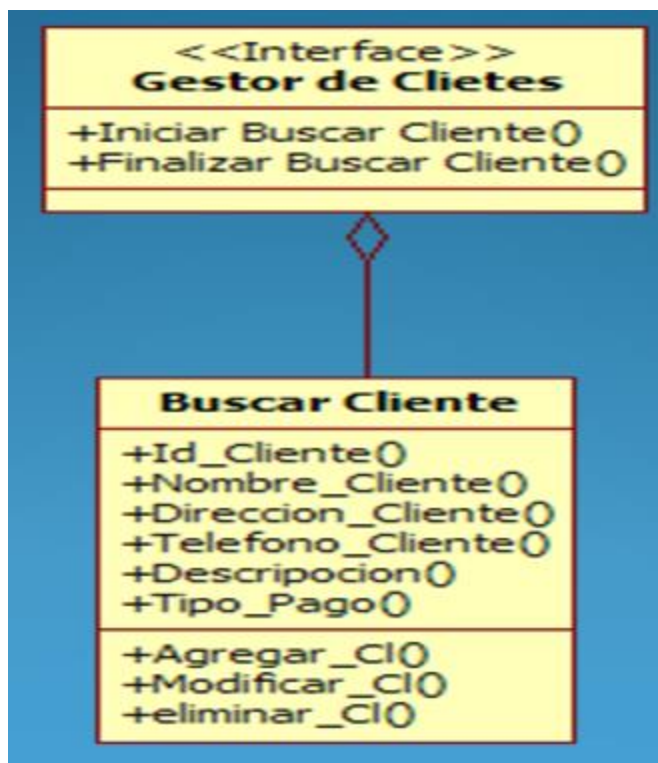 <<Interface>>
Gestor de Clietes
+Iniciar Buscar Cliente()
+Finalizar Buscar Cliente()
Buscar Cliente
+Id_Cliente()
+Nombre_Cliente()
+Direccion_Cliente()
+Telefono_Cliente()
+Descripocion()
+Tipo_Pago()
+Agregar_Cl()
+Modificar_Cl()
+eliminar_Cl()